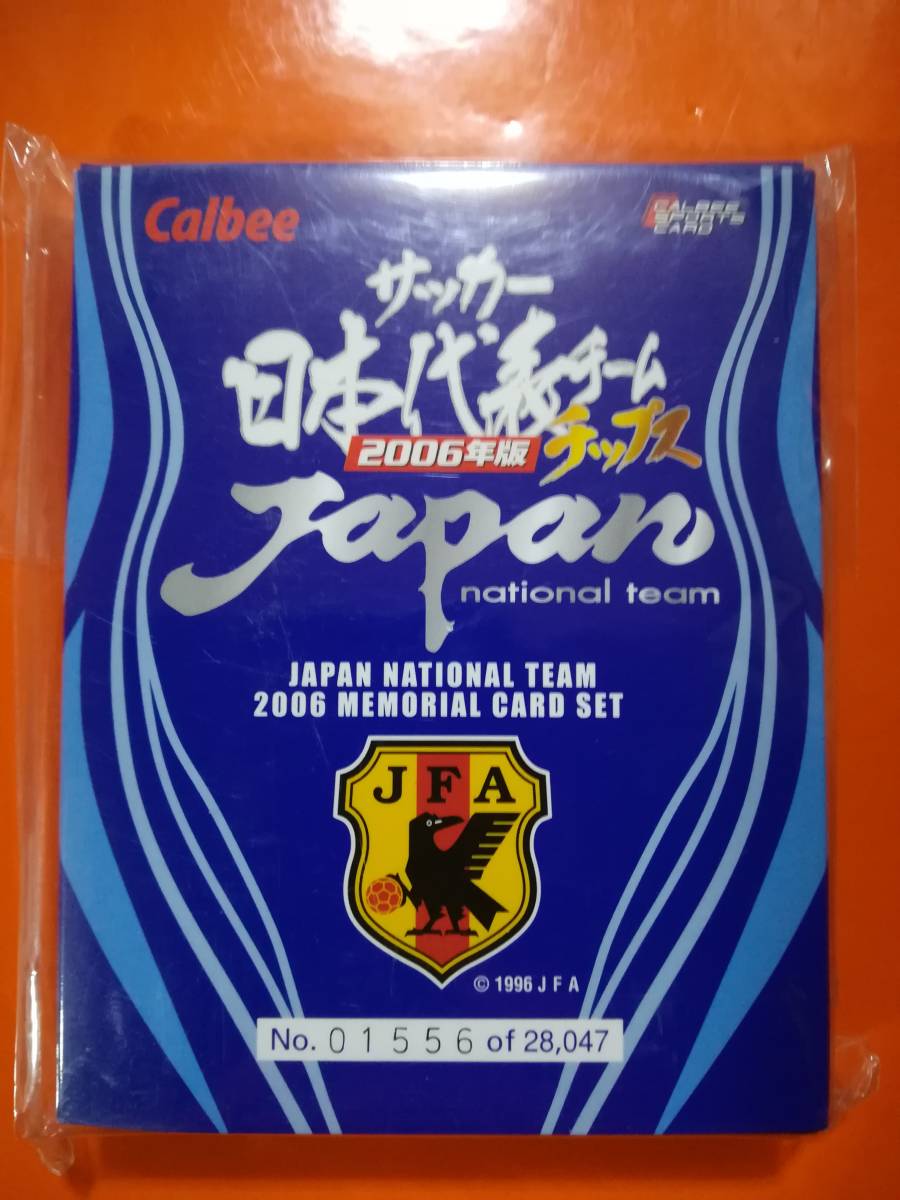 Calbee
CALBEE
SPORTS
CARD
サッカー
日本代表チーム
2006年版
チップス
Japan
national team
JAPAN NATIONAL TEAM
2006 MEMORIAL CARD SET
JFA
© 1996 J F A
No. 01556 of 28,047